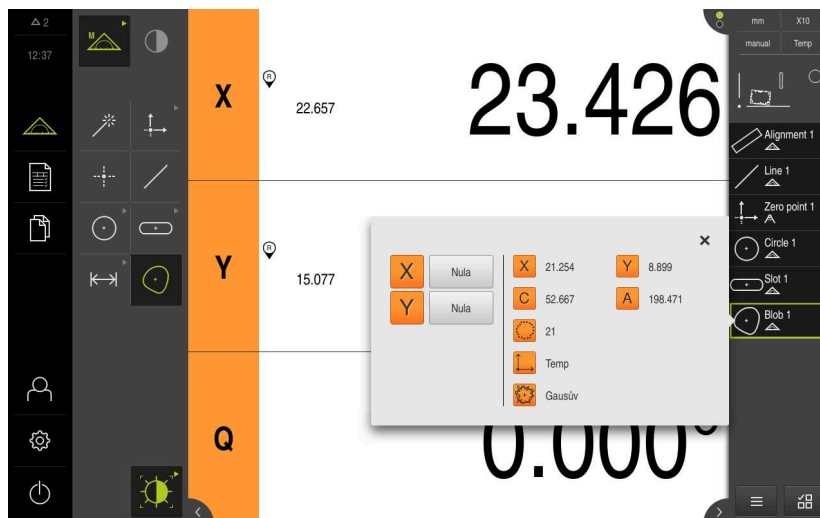 2
12:37
M
X
R
22.657
23.426
mm
X10
manual
Temp
Alignment 1
Line 1
Zero point 1
Circle 1
Slot 1
Blob 1
Y
R
15.077
X
Nula
Y
Nula
X
21.254
Y
8.899
C
52.667
A
198.471
21
Temp
Gausův
Q
0.000°